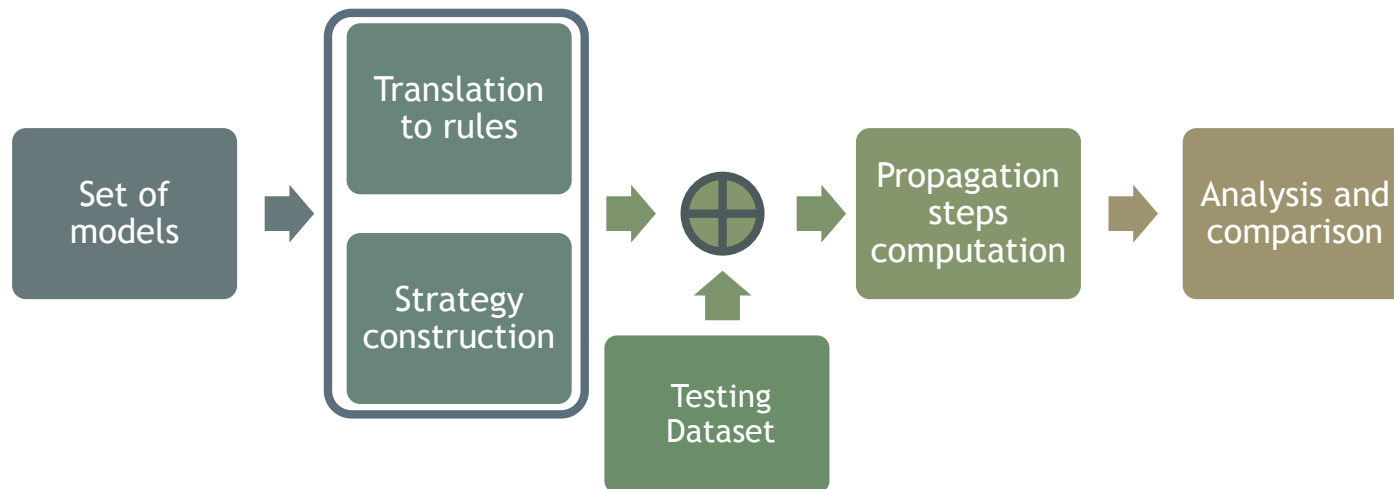 Set of
models
Translation
to rules
Strategy
construction
Testing
Dataset
Propagation
steps
computation
Analysis and
comparison